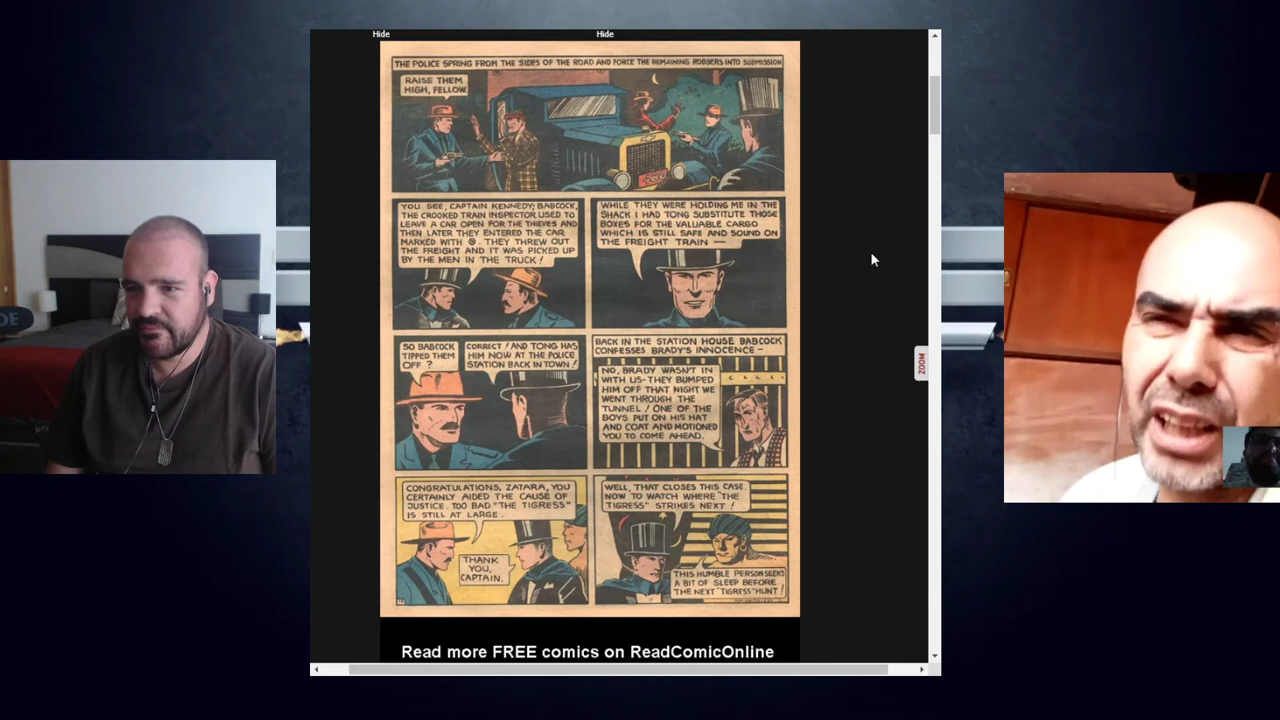 Hide
Hide
THE POLICE SPRING FROM THE SIDES OF THE ROAD AND FORCE THE REMAINING ROBBERS INTO SUBMISSION
RAISE THEM
HIGH, FELLOW.
YOU SEE, CAPTAIN KENNEDY; BABCOCK,
THE CROOKED TRAIN INSPECTOR USED TO
LEAVE A CAR OPEN FOR THE THIEVES AND
THEN LATER THEY ENTERED THE CAR
MARKED WITH ⊗. THEY THREW OUT
THE FREIGHT AND IT WAS PICKED UP
BY THE MEN IN THE TRUCK!
WHILE THEY WERE HOLDING ME IN THE
SHACK I HAD TONG SUBSTITUTE THOSE
BOXES FOR THE VALUABLE CARGO
WHICH IS STILL SAFE AND SOUND ON
THE FREIGHT TRAIN —
SO BABCOCK
TIPPED THEM
OFF?
CORRECT! AND TONG HAS
HIM NOW AT THE POLICE
STATION BACK IN TOWN!
BACK IN THE STATION HOUSE BABCOCK
CONFESSES BRADY'S INNOCENCE —
NO, BRADY WASN'T IN
WITH US - THEY BUMPED
HIM OFF THAT NIGHT WE
WENT THROUGH THE
TUNNEL! ONE OF THE
BOYS PUT ON HIS HAT
AND COAT AND MOTIONED
YOU TO COME AHEAD.
CONGRATULATIONS, ZATARA, YOU
CERTAINLY AIDED THE CAUSE OF
JUSTICE. TOO BAD "THE TIGRESS"
IS STILL AT LARGE.
THANK
YOU,
CAPTAIN.
WELL, THAT CLOSES THIS CASE.
NOW TO WATCH WHERE "THE
TIGRESS" STRIKES NEXT!
THIS HUMBLE PERSON SEEKS
A BIT OF SLEEP BEFORE
THE NEXT "TIGRESS" HUNT!
ZOOM
Read more FREE comics on ReadComicOnline